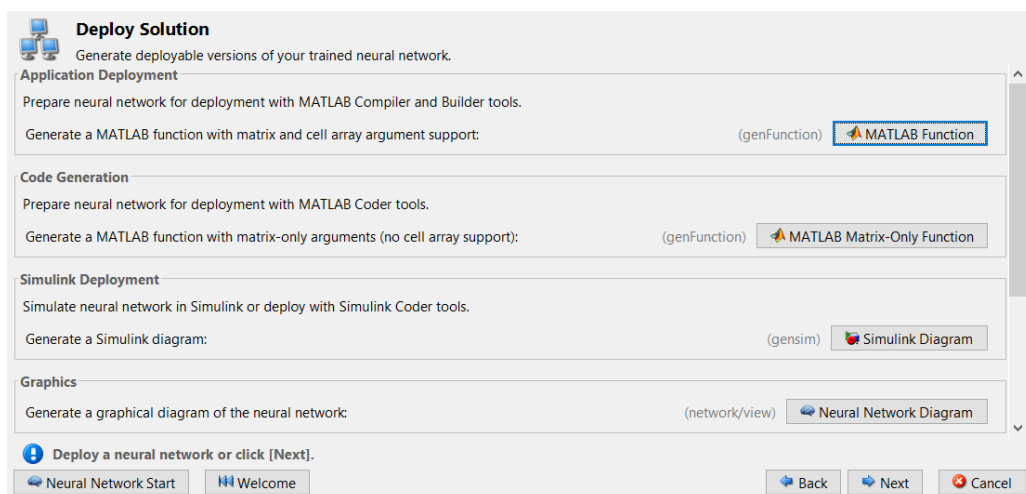 Deploy Solution
Generate deployable versions of your trained neural network.
Application Deployment
Prepare neural network for deployment with MATLAB Compiler and Builder tools.
Generate a MATLAB function with matrix and cell array argument support: (genFunction) MATLAB Function
Code Generation
Prepare neural network for deployment with MATLAB Coder tools.
Generate a MATLAB function with matrix-only arguments (no cell array support): (genFunction) MATLAB Matrix-Only Function
Simulink Deployment
Simulate neural network in Simulink or deploy with Simulink Coder tools.
Generate a Simulink diagram: (gensim) Simulink Diagram
Graphics
Generate a graphical diagram of the neural network: (network/view) Neural Network Diagram
Deploy a neural network or click [Next].
Neural Network Start Welcome Back Next Cancel